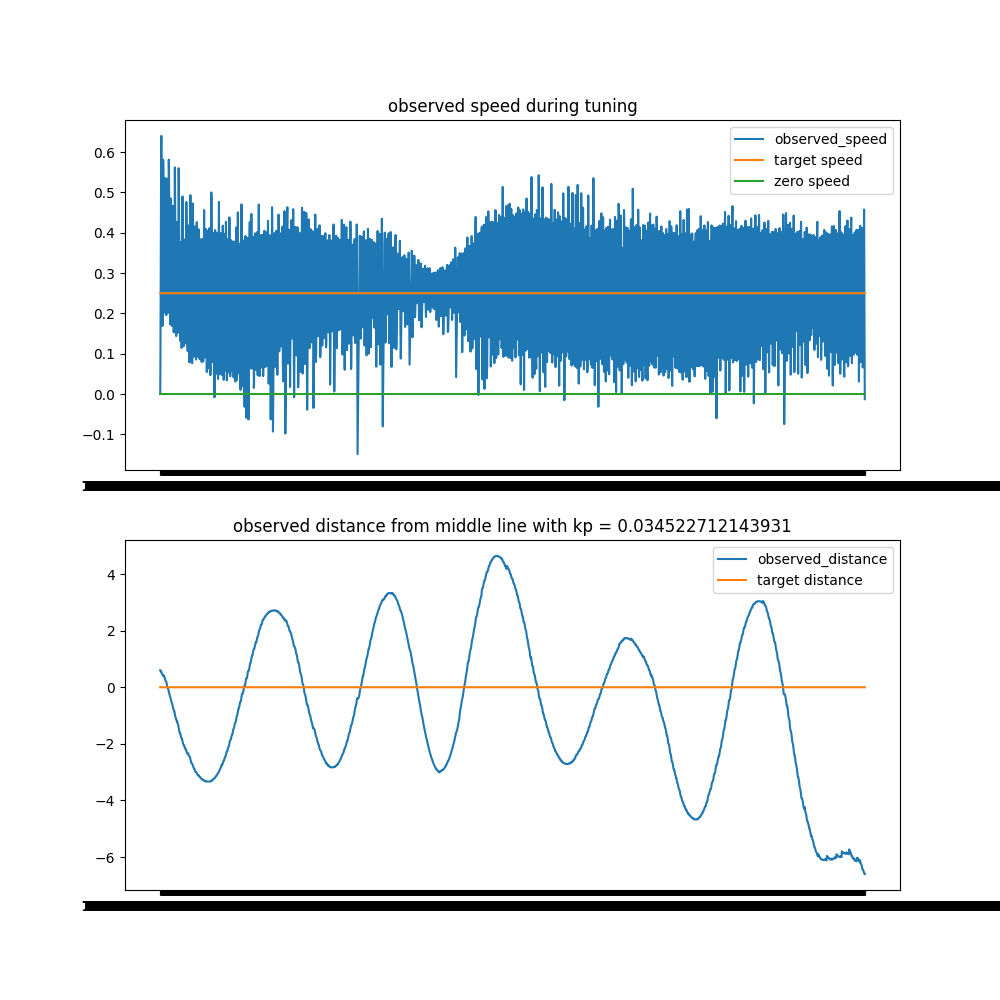 observed speed during tuning
observed_speed
target speed
zero speed
0.6
0.5
0.4
0.3
0.2
0.1
0.0
−0.1
observed distance from middle line with kp = 0.034522712143931
observed_distance
target distance
4
2
0
−2
−4
−6